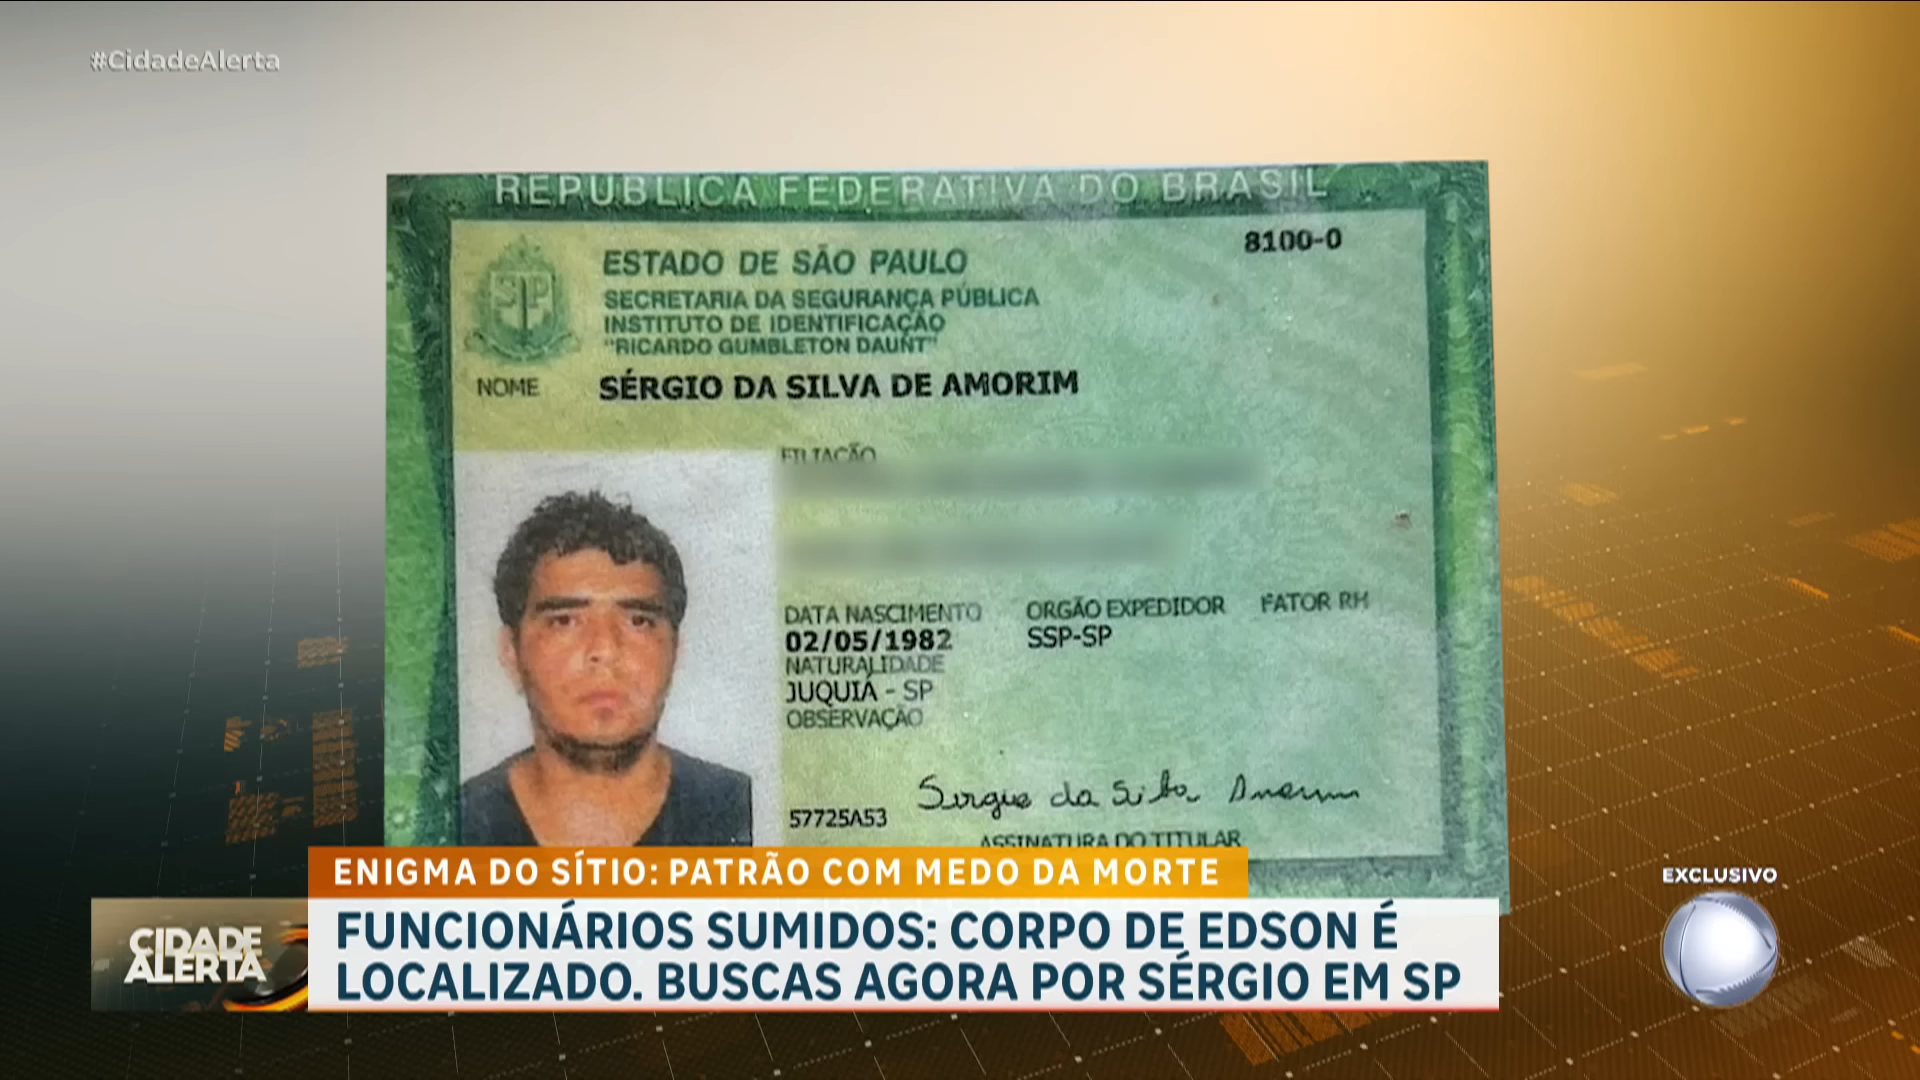 #CidadeAlerta
REPÚBLICA FEDERATIVA DO BRASIL
8100-0
ESTADO DE SÃO PAULO
SECRETARIA DA SEGURANÇA PÚBLICA
INSTITUTO DE IDENTIFICAÇÃO
"RICARDO GUMBLETON DAUNT"
NOME SÉRGIO DA SILVA DE AMORIM
FILIAÇÃO
DATA NASCIMENTO ORGÃO EXPEDIDOR FATOR RH
02/05/1982 SSP-SP
NATURALIDADE
JUQUIÁ - SP
OBSERVAÇÃO
Sergio da Silva Amorim
57725A53
ASSINATURA DO TITULAR
ENIGMA DO SÍTIO: PATRÃO COM MEDO DA MORTE
EXCLUSIVO
CIDADE
ALERTA
FUNCIONÁRIOS SUMIDOS: CORPO DE EDSON É
LOCALIZADO. BUSCAS AGORA POR SÉRGIO EM SP